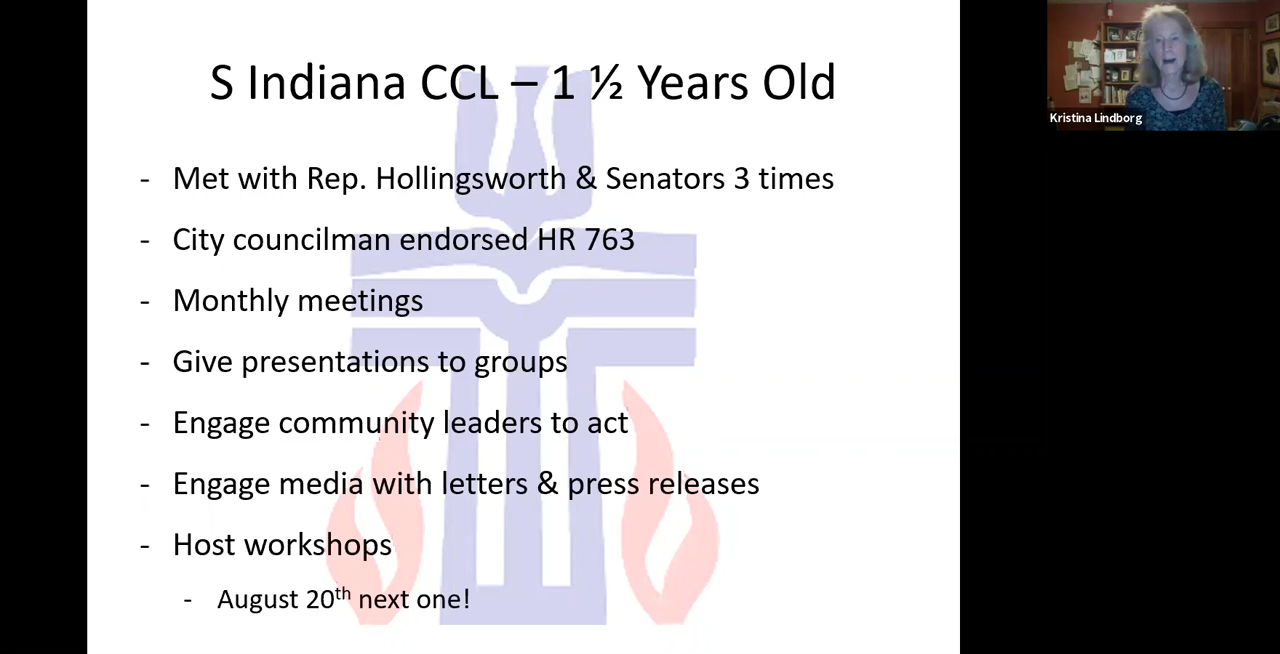 S Indiana CCL – 1 ½ Years Old
- Met with Rep. Hollingsworth & Senators 3 times
- City councilman endorsed HR 763
- Monthly meetings
- Give presentations to groups
- Engage community leaders to act
- Engage media with letters & press releases
- Host workshops
- August 20th next one!
Kristina Lindborg